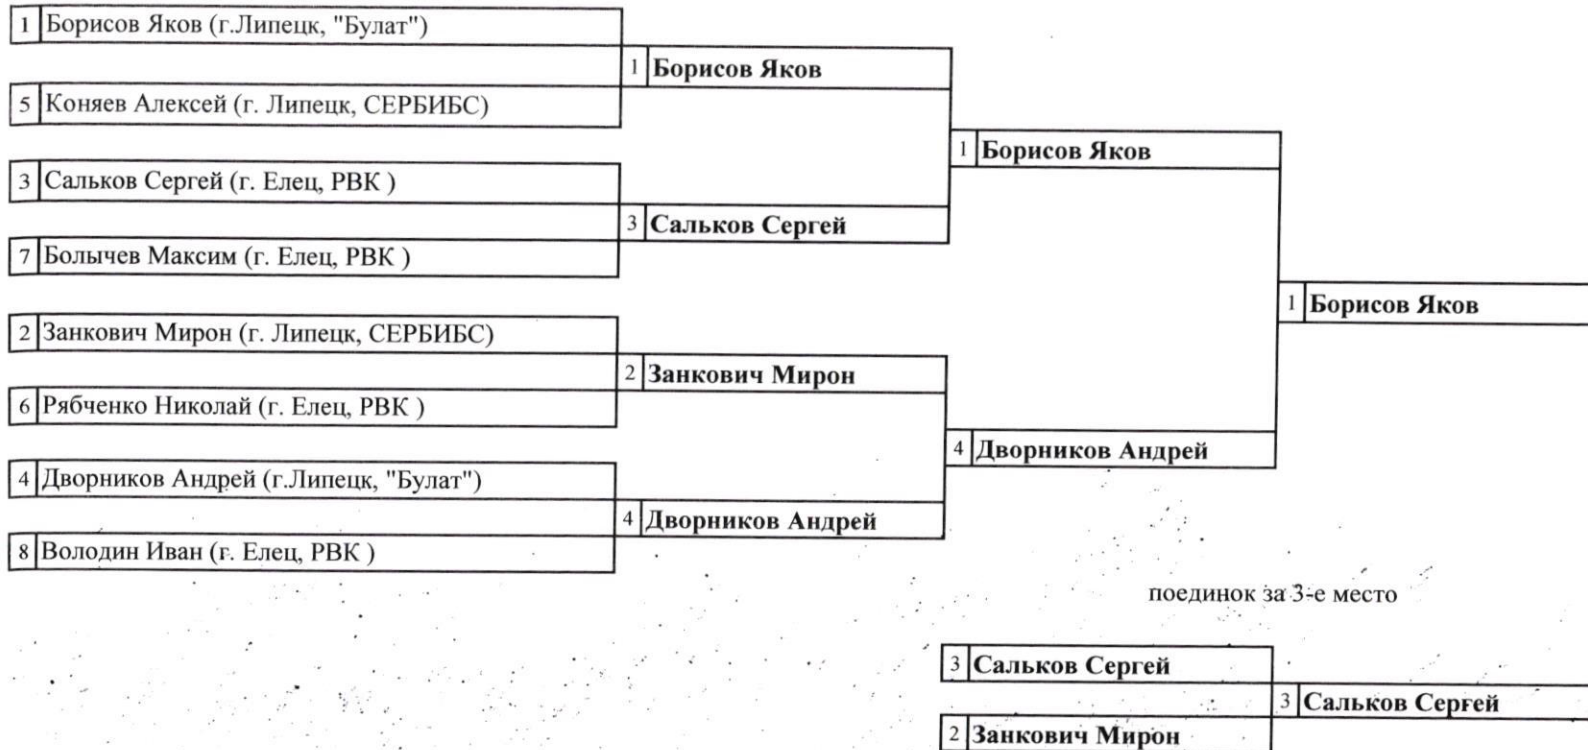 1 Борисов Яков (г.Липецк, "Булат")
1 Борисов Яков
5 Коняев Алексей (г. Липецк, СЕРБИБС)
1 Борисов Яков
3 Сальков Сергей (г. Елец, РВК )
3 Сальков Сергей
7 Болычев Максим (г. Елец, РВК )
1 Борисов Яков
2 Занкович Мирон (г. Липецк, СЕРБИБС)
2 Занкович Мирон
6 Рябченко Николай (г. Елец, РВК )
4 Дворников Андрей
4 Дворников Андрей (г.Липецк, "Булат")
4 Дворников Андрей
8 Володин Иван (г. Елец, РВК )
поединок за 3-е место
3 Сальков Сергей
3 Сальков Сергей
2 Занкович Мирон